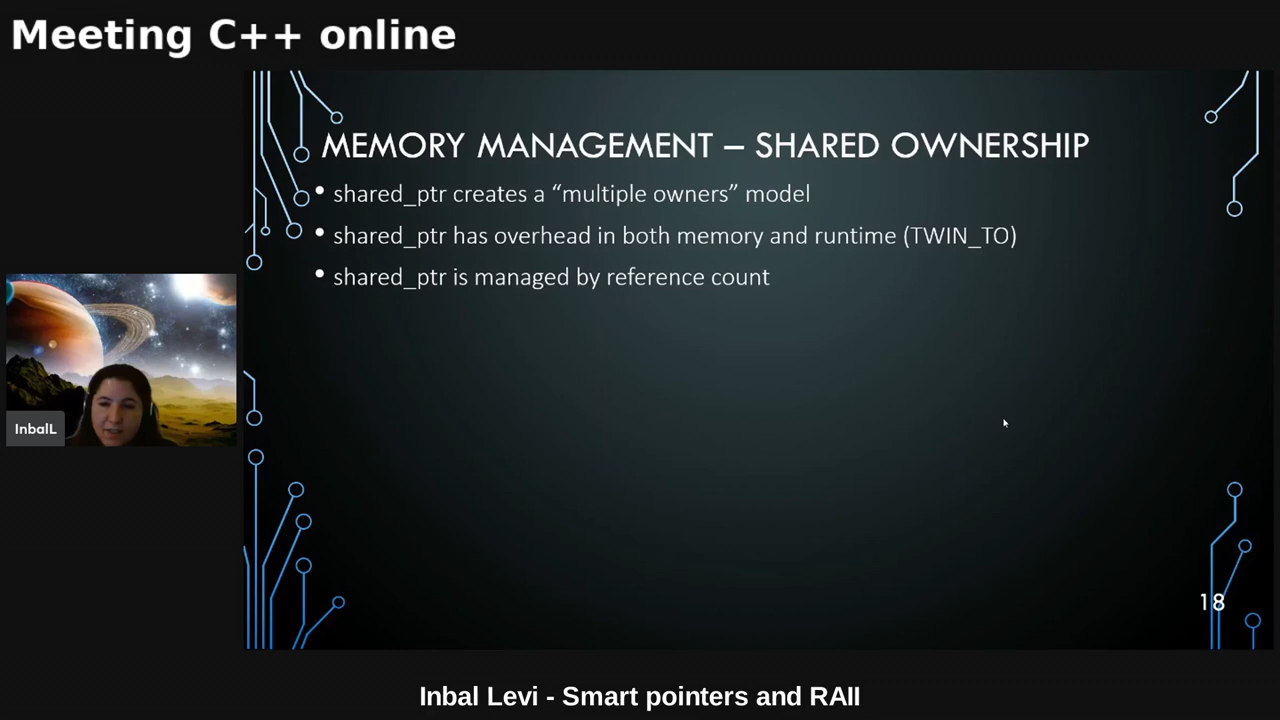 Meeting C++ online
MEMORY MANAGEMENT – SHARED OWNERSHIP
• shared_ptr creates a “multiple owners” model
• shared_ptr has overhead in both memory and runtime (TWIN_TO)
• shared_ptr is managed by reference count
InbalL
18
Inbal Levi - Smart pointers and RAII